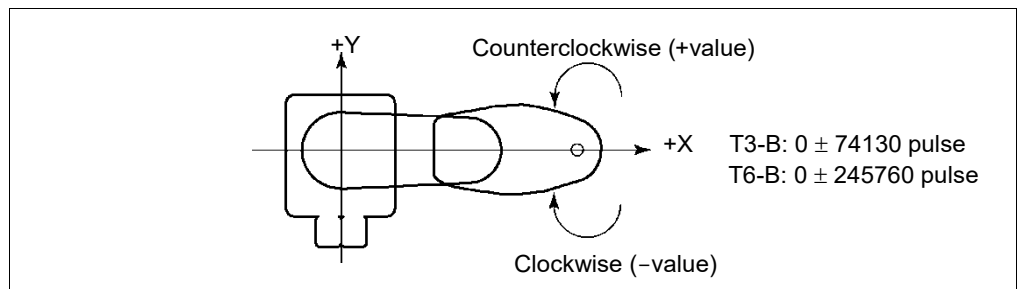 +Y
Counterclockwise (+value)
+X
T3-B: 0 ± 74130 pulse
T6-B: 0 ± 245760 pulse
Clockwise (−value)